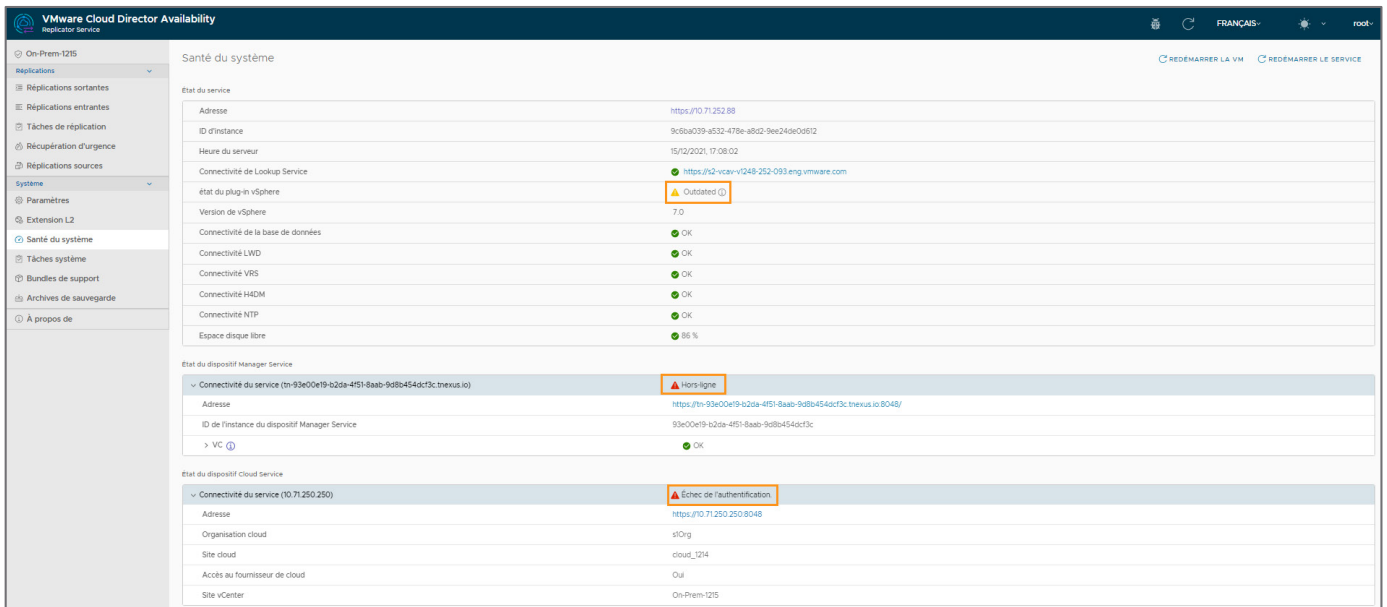 VMware Cloud Director Availability
Replicator Service
FRANÇAIS
root
On-Prem-1215
Réplications
Réplications sortantes
Réplications entrantes
Tâches de réplication
Récupération d'urgence
Réplications sources
Système
Paramètres
Extension L2
Santé du système
Tâches système
Bundles de support
Archives de sauvegarde
À propos de
Santé du système
REDÉMARRER LA VM REDÉMARRER LE SERVICE
État du service
Adresse https://10.71.252.88
ID d'instance 9c6ba039-a532-478e-a8d2-9ee24de0d612
Heure du serveur 15/12/2021, 17:08:02
Connectivité de Lookup Service https://s2-vcav-v1248-252-093.eng.vmware.com
état du plug-in vSphere Outdated
Version de vSphere 7.0
Connectivité de la base de données OK
Connectivité LWD OK
Connectivité VRS OK
Connectivité H4DM OK
Connectivité NTP OK
Espace disque libre 86 %
État du dispositif Manager Service
Connectivité du service (tn-93e00e19-b2da-4f51-8aab-9d8b454dcf3c.tnexus.io) Hors-ligne
Adresse https://tn-93e00e19-b2da-4f51-8aab-9d8b454dcf3c.tnexus.io:8048/
ID de l'instance du dispositif Manager Service 93e00e19-b2da-4f51-8aab-9d8b454dcf3c
VC OK
État du dispositif Cloud Service
Connectivité du service (10.71.250.250) Échec de l'authentification.
Adresse https://10.71.250.250:8048
Organisation cloud s1Org
Site cloud cloud_1214
Accès au fournisseur de cloud Oui
Site vCenter On-Prem-1215